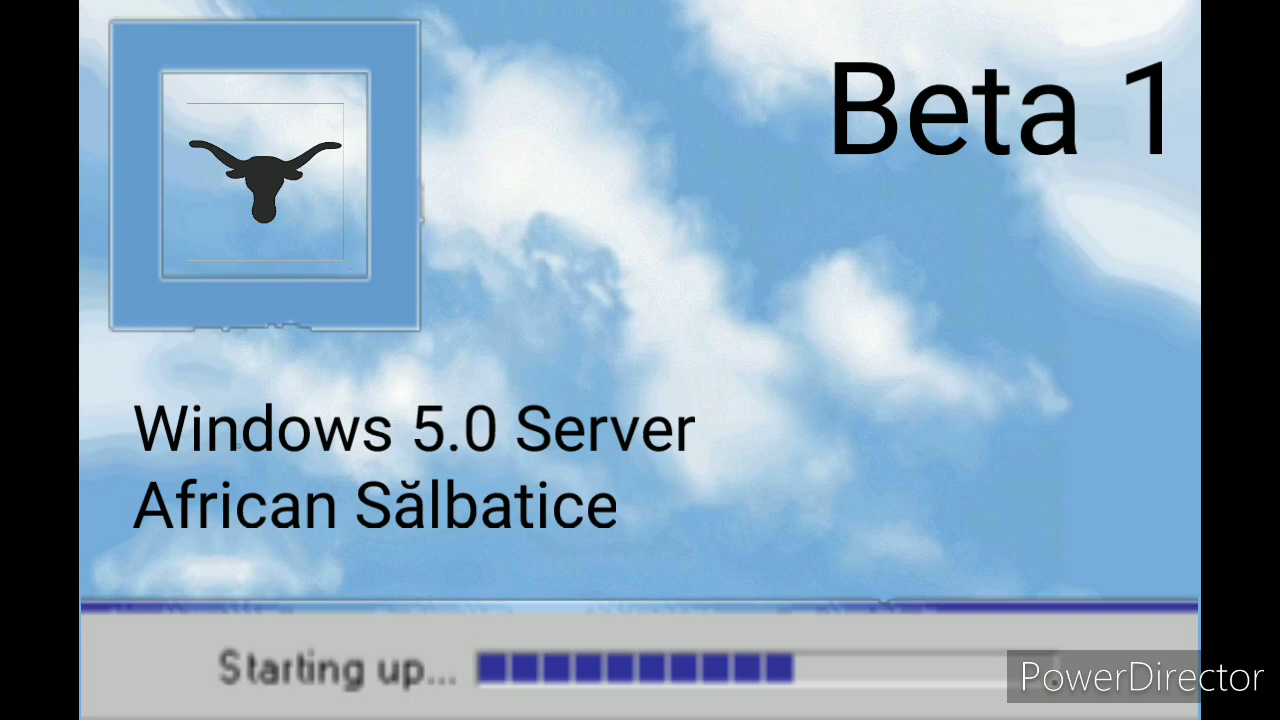 Beta 1
Windows 5.0 Server
African Sălbatice
Starting up...
PowerDirector